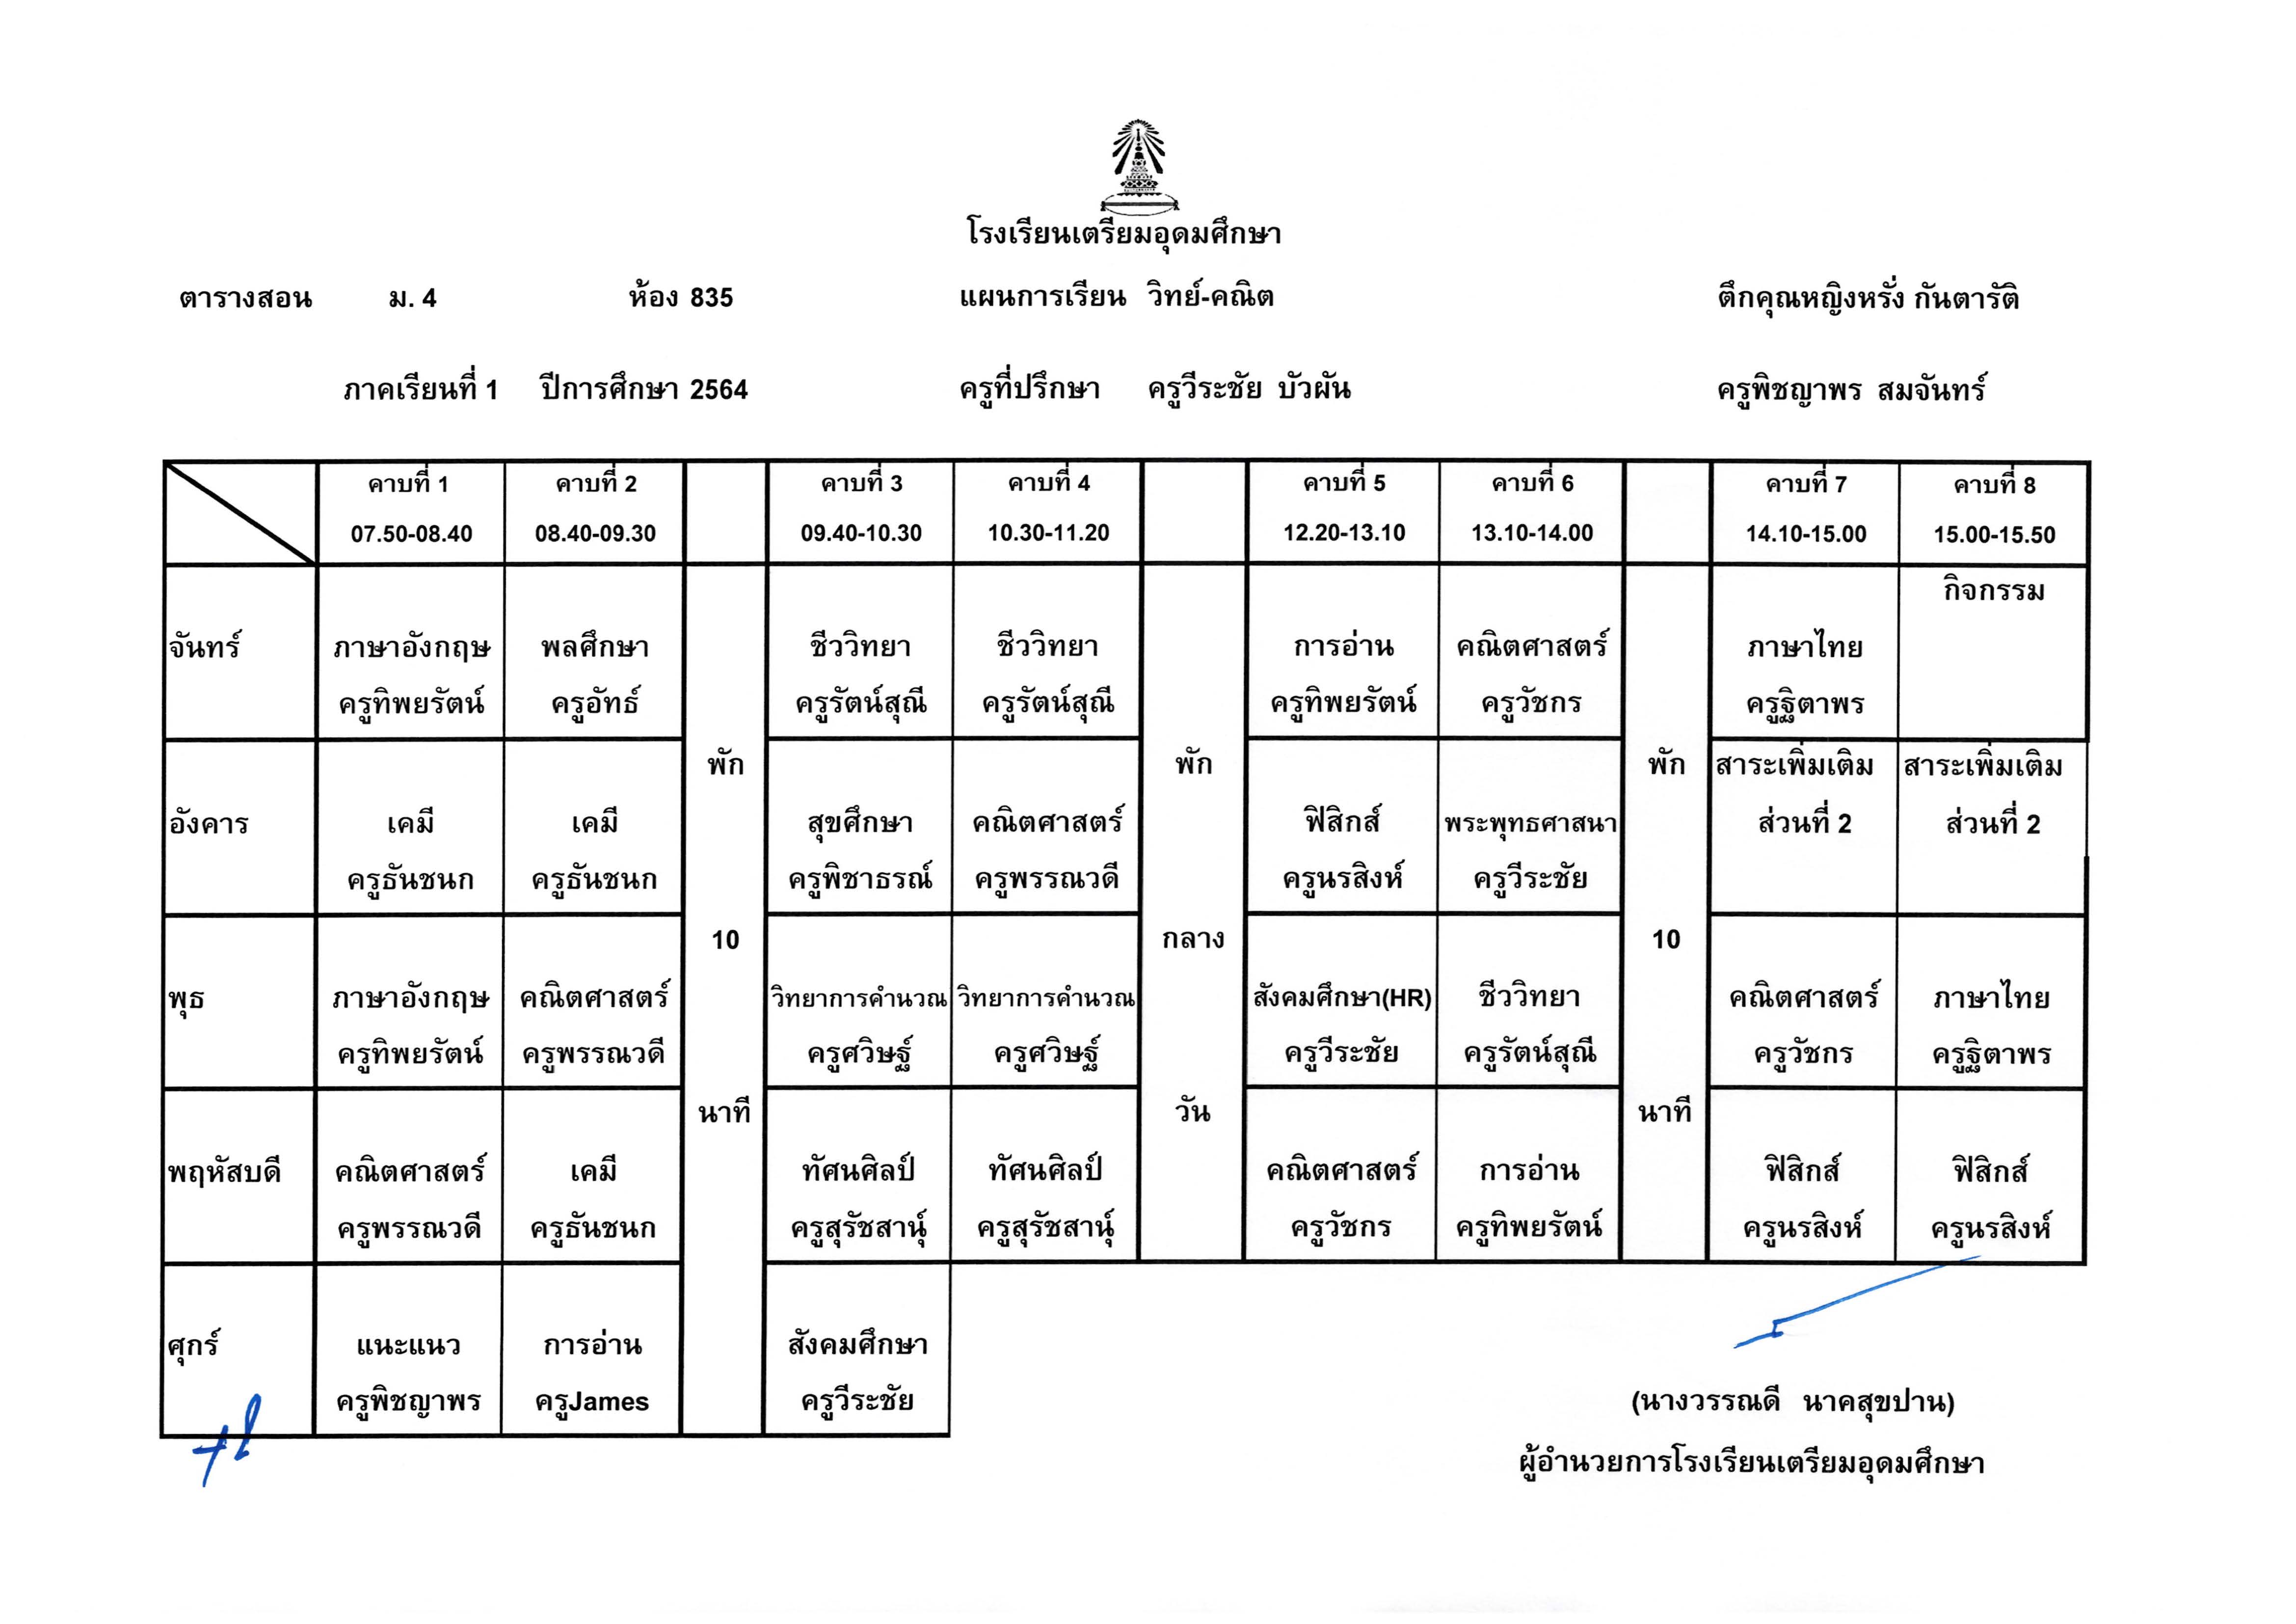 โรงเรียนเตรียมอุดมศึกษา
ตารางสอน ม. 4 ห้อง 835 แผนการเรียน วิทย์-คณิต ตึกคุณหญิงหรั่ง กันตารัติ
ภาคเรียนที่ 1 ปีการศึกษา 2564 ครูที่ปรึกษา ครูวีระชัย บัวผัน ครูพิชญาพร สมจันทร์
คาบที่ 1 คาบที่ 2 คาบที่ 3 คาบที่ 4 คาบที่ 5 คาบที่ 6 คาบที่ 7 คาบที่ 8
07.50-08.40 08.40-09.30 09.40-10.30 10.30-11.20 12.20-13.10 13.10-14.00 14.10-15.00 15.00-15.50
กิจกรรม
จันทร์ ภาษาอังกฤษ พลศึกษา ชีววิทยา ชีววิทยา การอ่าน คณิตศาสตร์ ภาษาไทย
ครูทิพยรัตน์ ครูอัทธ์ ครูรัตน์สุณี ครูรัตน์สุณี ครูทิพยรัตน์ ครูวัชกร ครูฐิตาพร
พัก พัก พัก สาระเพิ่มเติม สาระเพิ่มเติม
อังคาร เคมี เคมี สุขศึกษา คณิตศาสตร์ ฟิสิกส์ พระพุทธศาสนา ส่วนที่ 2 ส่วนที่ 2
ครูธันชนก ครูธันชนก ครูพิชาธรณ์ ครูพรรณวดี ครูนรสิงห์ ครูวีระชัย
10 กลาง 10
พุธ ภาษาอังกฤษ คณิตศาสตร์ วิทยาการคำนวณ วิทยาการคำนวณ สังคมศึกษา(HR) ชีววิทยา คณิตศาสตร์ ภาษาไทย
ครูทิพยรัตน์ ครูพรรณวดี ครูศวิษฐ์ ครูศวิษฐ์ ครูวีระชัย ครูรัตน์สุณี ครูวัชกร ครูฐิตาพร
นาที วัน นาที
พฤหัสบดี คณิตศาสตร์ เคมี ทัศนศิลป์ ทัศนศิลป์ คณิตศาสตร์ การอ่าน ฟิสิกส์ ฟิสิกส์
ครูพรรณวดี ครูธันชนก ครูสุรัชสานุ์ ครูสุรัชสานุ์ ครูวัชกร ครูทิพยรัตน์ ครูนรสิงห์ ครูนรสิงห์
ศุกร์ แนะแนว การอ่าน สังคมศึกษา
ครูพิชญาพร ครูJames ครูวีระชัย
(นางวรรณดี นาคสุขปาน)
ผู้อำนวยการโรงเรียนเตรียมอุดมศึกษา